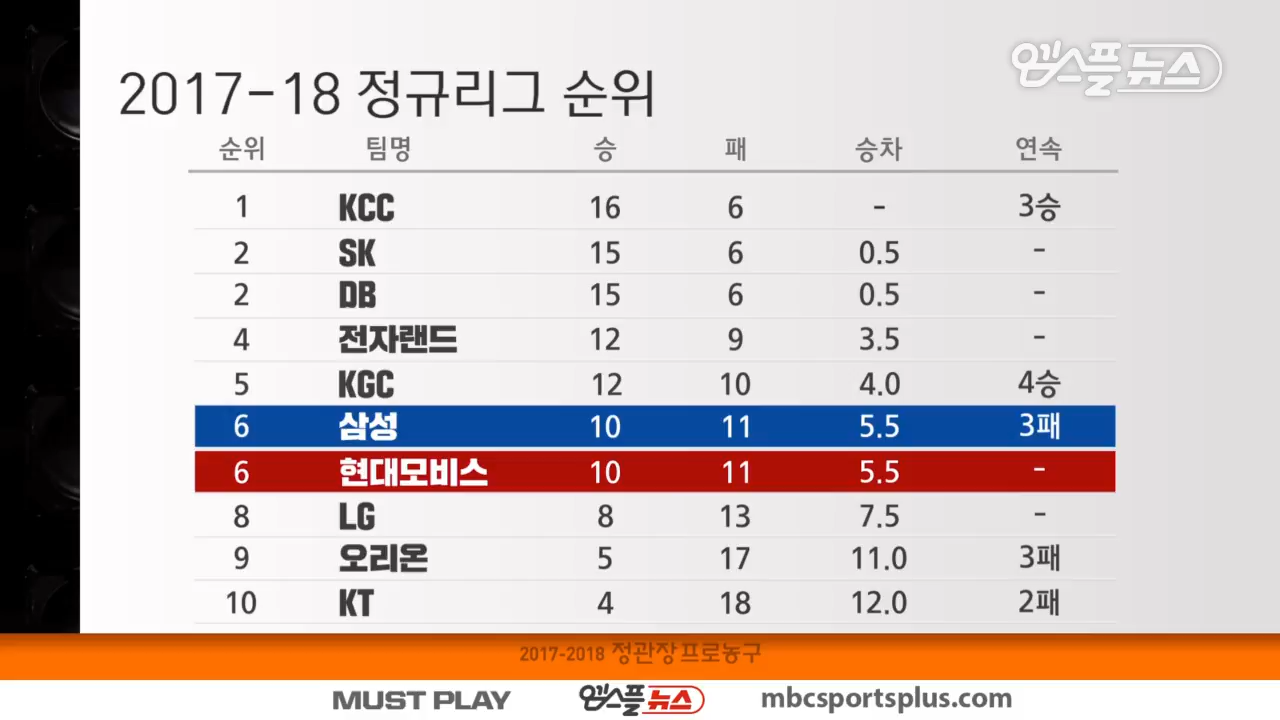 엠스플뉴스
2017-18 정규리그 순위
순위 팀명 승 패 승차 연속
1 KCC 16 6 - 3승
2 SK 15 6 0.5 -
2 DB 15 6 0.5 -
4 전자랜드 12 9 3.5 -
5 KGC 12 10 4.0 4승
6 삼성 10 11 5.5 3패
6 현대모비스 10 11 5.5 -
8 LG 8 13 7.5 -
9 오리온 5 17 11.0 3패
10 KT 4 18 12.0 2패
2017-2018 정관장 프로농구
MUST PLAY 엠스플뉴스 mbcsportsplus.com